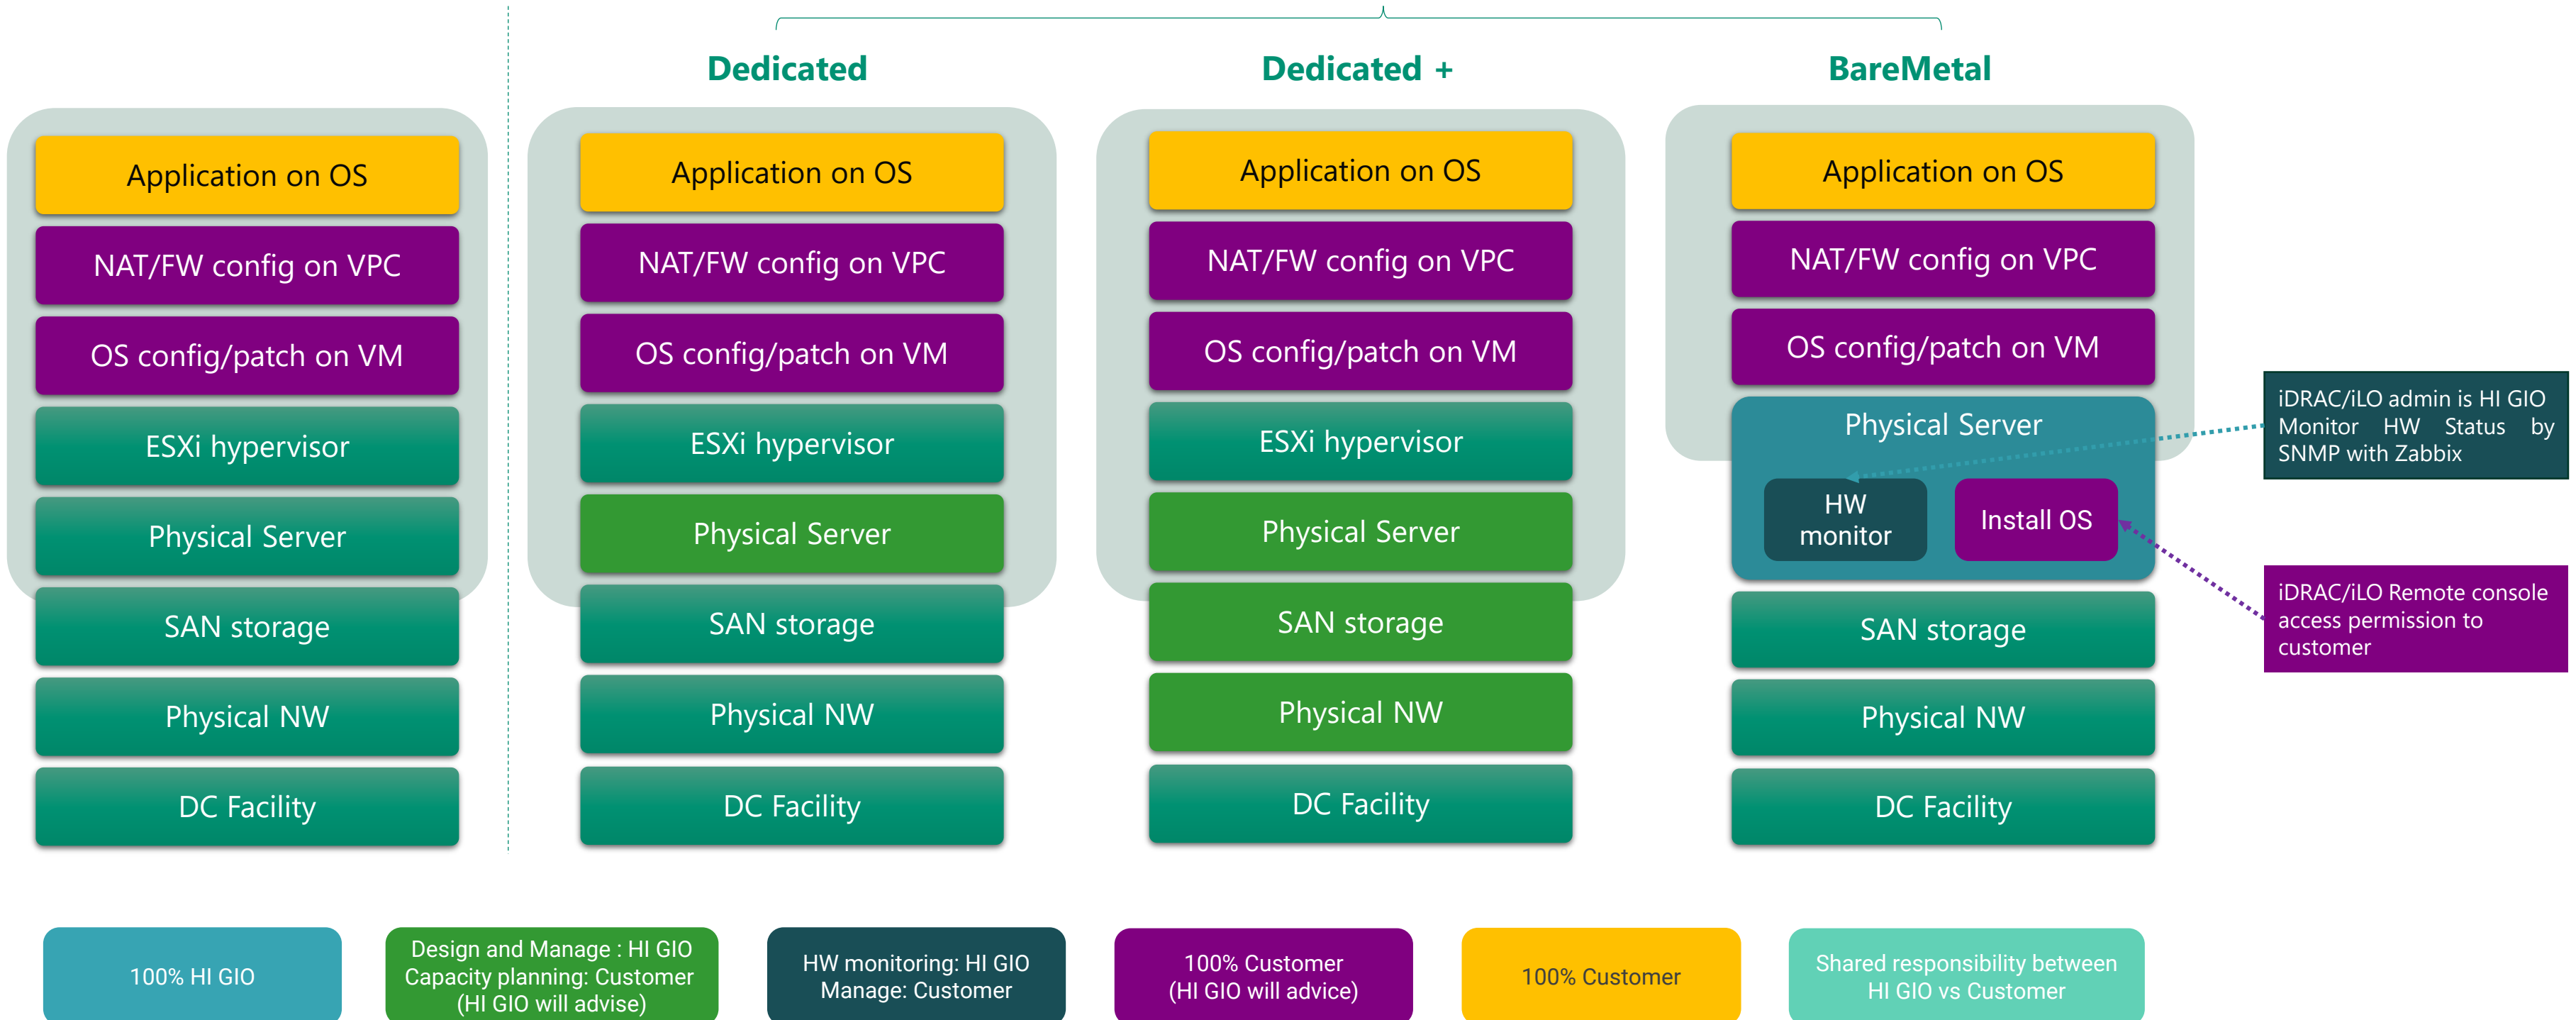 Dedicated
Dedicated +
BareMetal
Application on OS
NAT/FW config on VPC
OS config/patch on VM
ESXi hypervisor
Physical Server
SAN storage
Physical NW
DC Facility
Application on OS
NAT/FW config on VPC
OS config/patch on VM
ESXi hypervisor
Physical Server
SAN storage
Physical NW
DC Facility
Application on OS
NAT/FW config on VPC
OS config/patch on VM
ESXi hypervisor
Physical Server
SAN storage
Physical NW
DC Facility
Application on OS
NAT/FW config on VPC
OS config/patch on VM
Physical Server
HW
monitor
Install OS
SAN storage
Physical NW
DC Facility
iDRAC/iLO admin is HI GIO
Monitor HW Status by
SNMP with Zabbix
iDRAC/iLO Remote console
access permission to
customer
100% HI GIO
Design and Manage : HI GIO
Capacity planning: Customer
(HI GIO will advise)
HW monitoring: HI GIO
Manage: Customer
100% Customer
(HI GIO will advice)
100% Customer
Shared responsibility between
HI GIO vs Customer